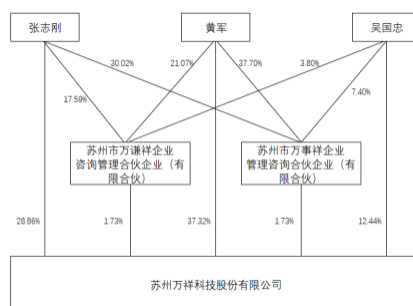 张志刚
黄军
吴国忠
30.02%
21.07%
37.70%
3.80%
17.59%
7.40%
苏州市万谦祥企业
咨询管理合伙企业（有
限合伙）
苏州市万事祥企业
管理咨询合伙企业（有
限合伙）
28.86%
1.73%
37.32%
1.73%
12.44%
苏州万祥科技股份有限公司